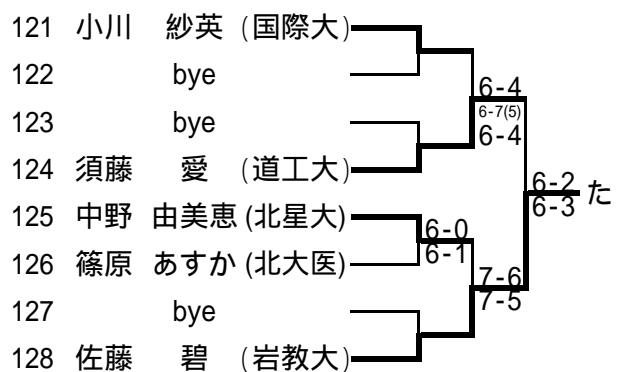 121 小川 紗英 (国際大)
122 bye
6-4
6-7(5)
123 bye
6-4
124 須藤 愛 (道工大)
6-2
6-3 た
125 中野 由美恵 (北星大)
6-0
6-1
126 篠原 あすか (北大医)
7-6
7-5
127 bye
128 佐藤 碧 (岩教大)